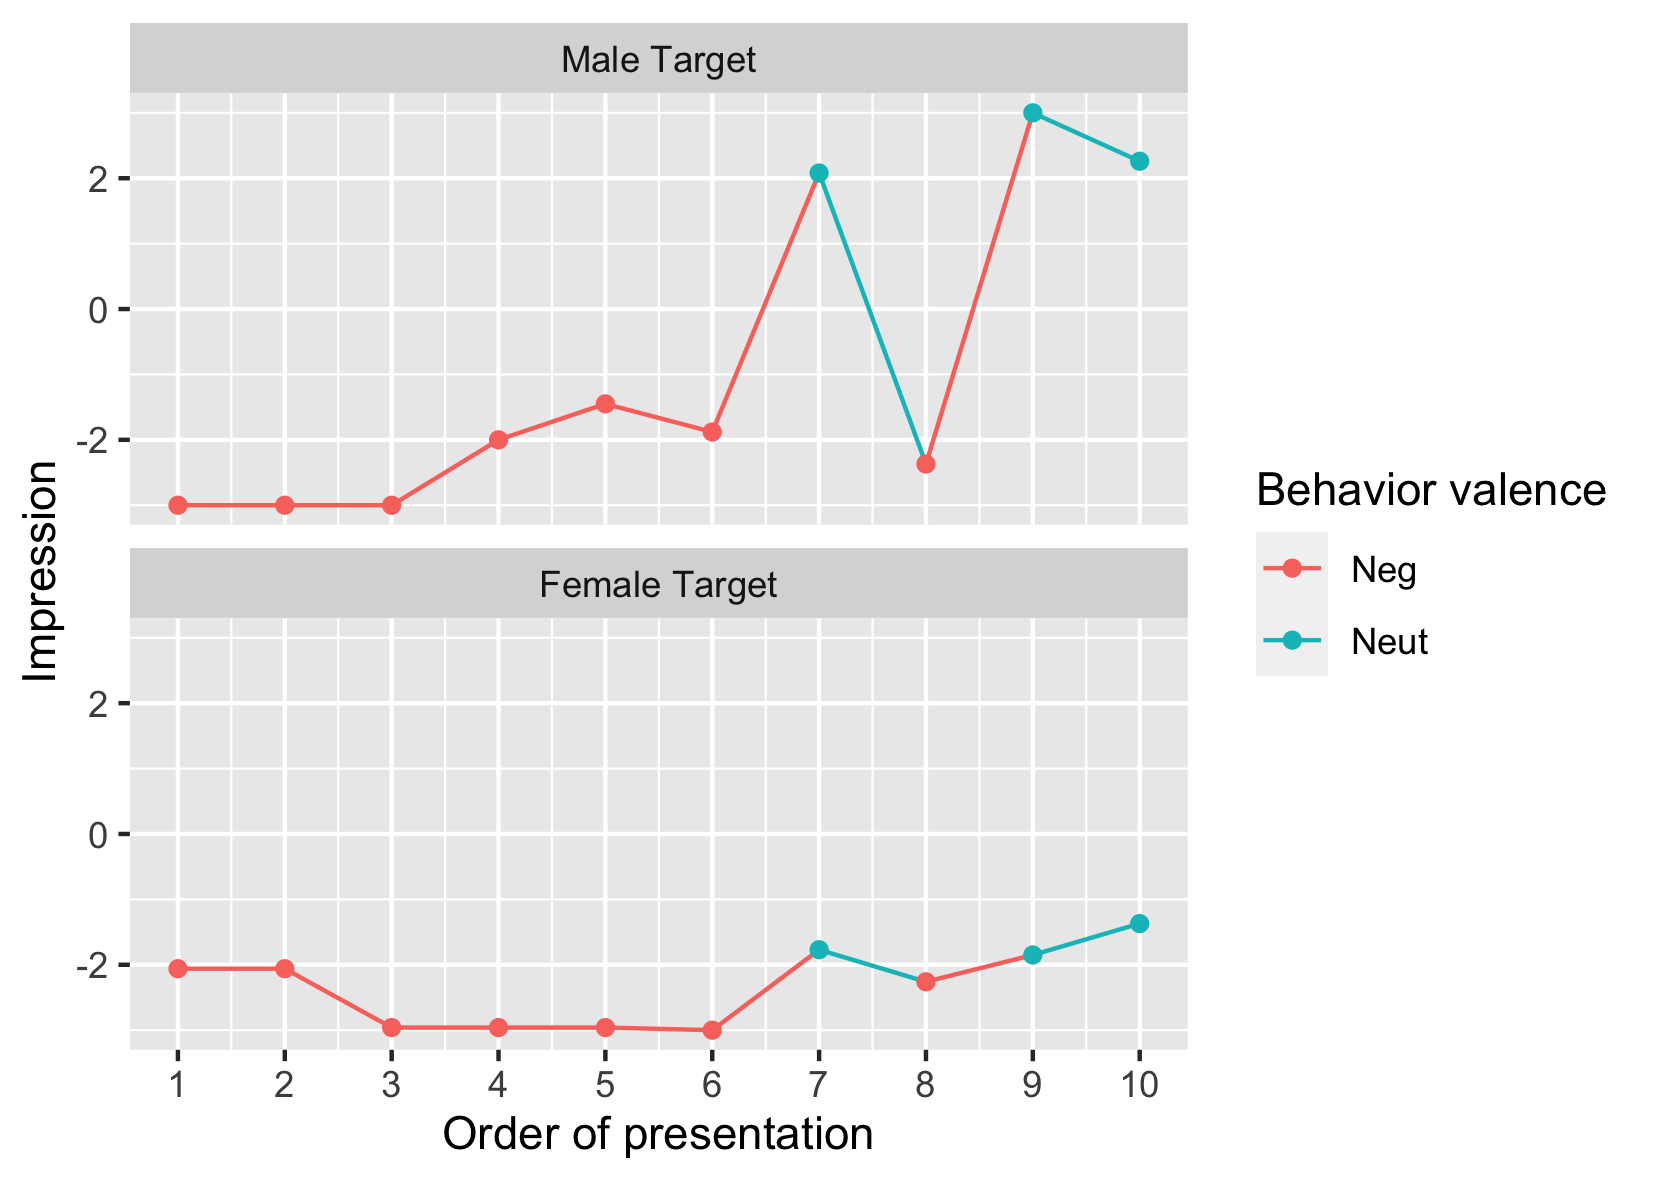 Male Target
2
0
-2
Female Target
2
0
-2
1 2 3 4 5 6 7 8 9 10
Order of presentation
Impression
Behavior valence
Neg
Neut